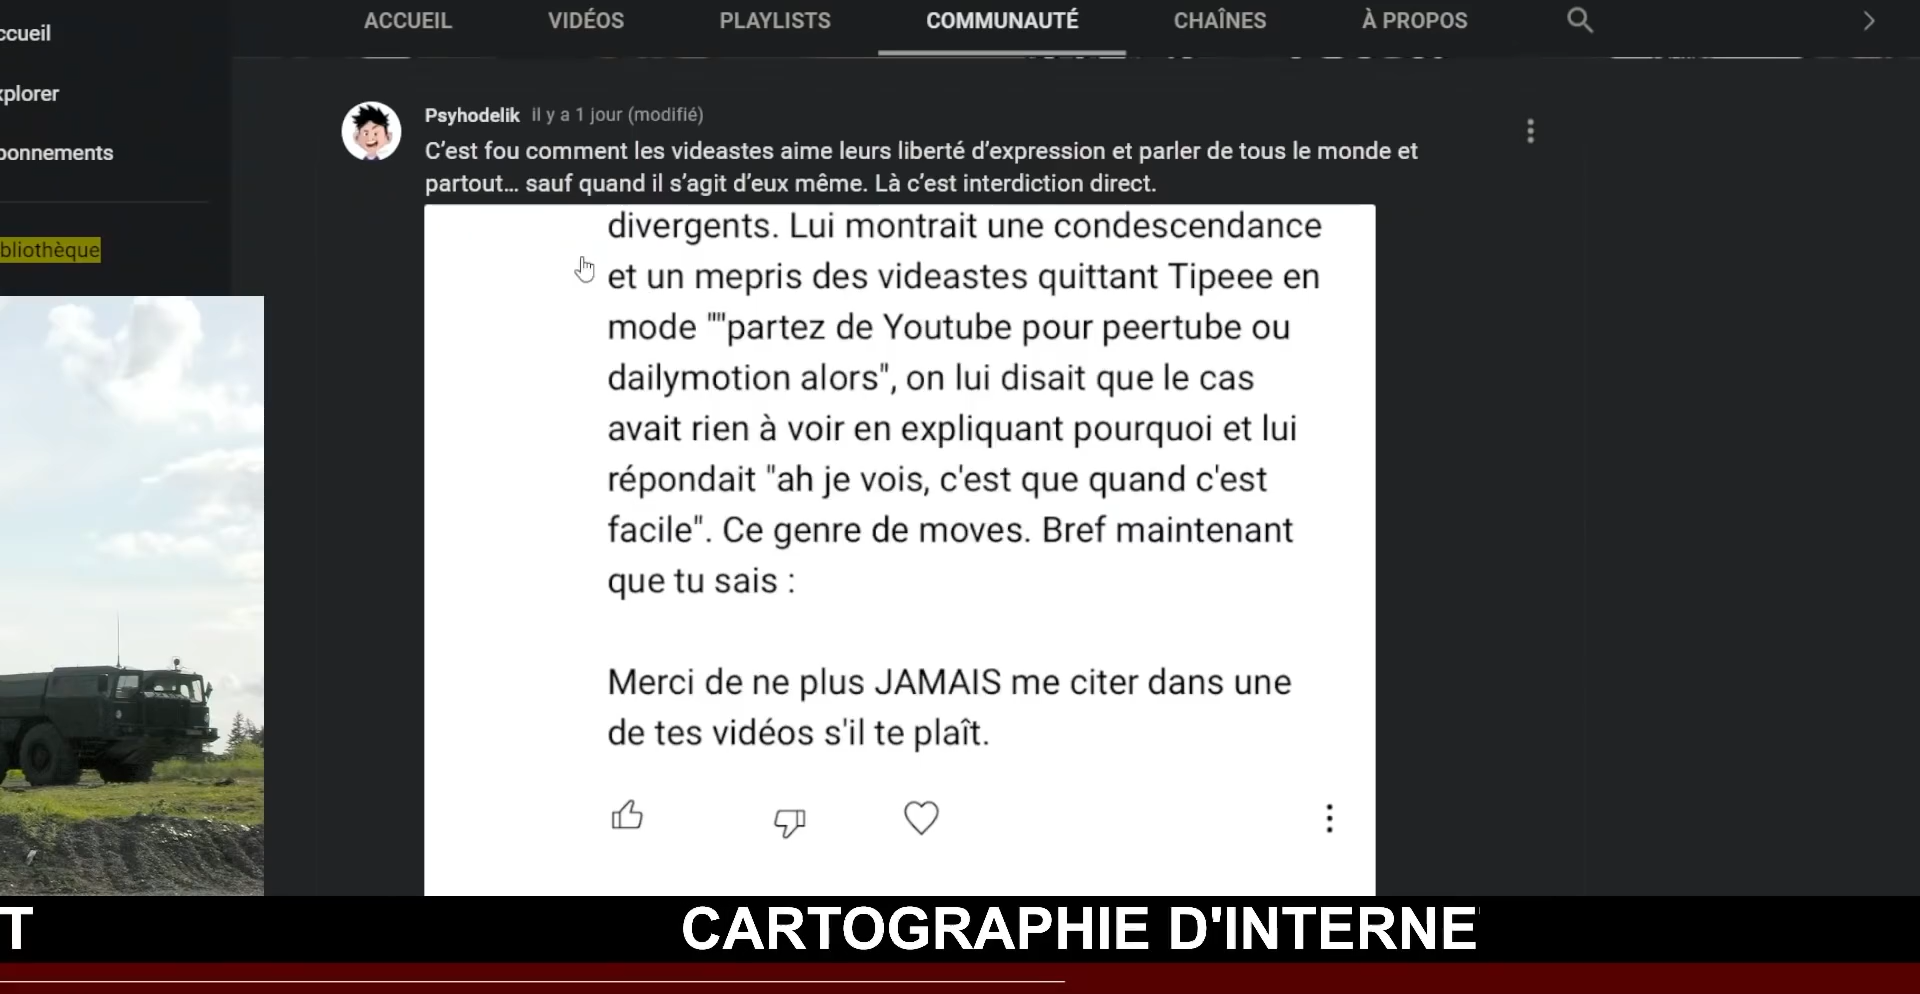 ACCUEIL VIDÉOS PLAYLISTS COMMUNAUTÉ CHAÎNES À PROPOS
ccueil
xplorer
bonnements
bliothèque
Psyhodelik il y a 1 jour (modifié)
C’est fou comment les videastes aime leurs liberté d’expression et parler de tous le monde et
partout... sauf quand il s’agit d’eux même. Là c’est interdiction direct.
divergents. Lui montrait une condescendance
et un mepris des videastes quittant Tipeee en
mode ""partez de Youtube pour peertube ou
dailymotion alors", on lui disait que le cas
avait rien à voir en expliquant pourquoi et lui
répondait "ah je vois, c'est que quand c'est
facile". Ce genre de moves. Bref maintenant
que tu sais :
Merci de ne plus JAMAIS me citer dans une
de tes vidéos s'il te plaît.
T CARTOGRAPHIE D'INTERNE